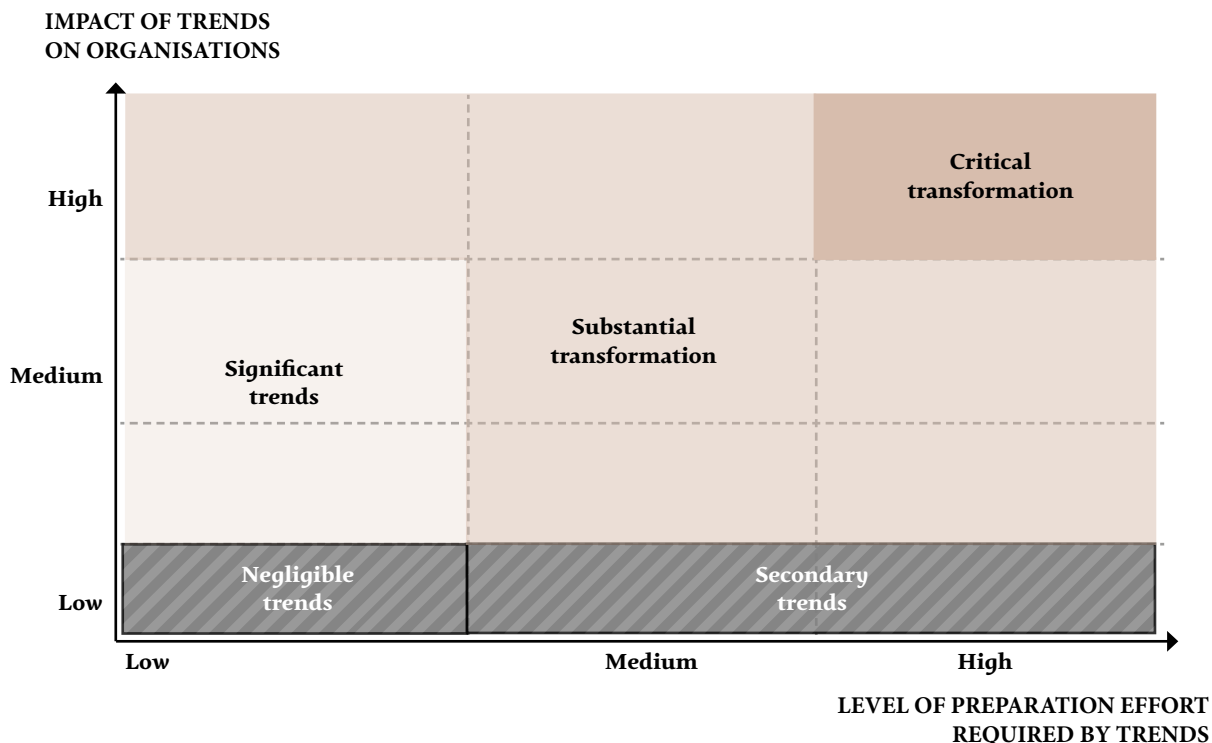 IMPACT OF TRENDS
ON ORGANISATIONS
High
Critical
transformation
Substantial
transformation
Medium
Significant
trends
Low
Negligible
trends
Secondary
trends
Low
Medium
High
LEVEL OF PREPARATION EFFORT
REQUIRED BY TRENDS